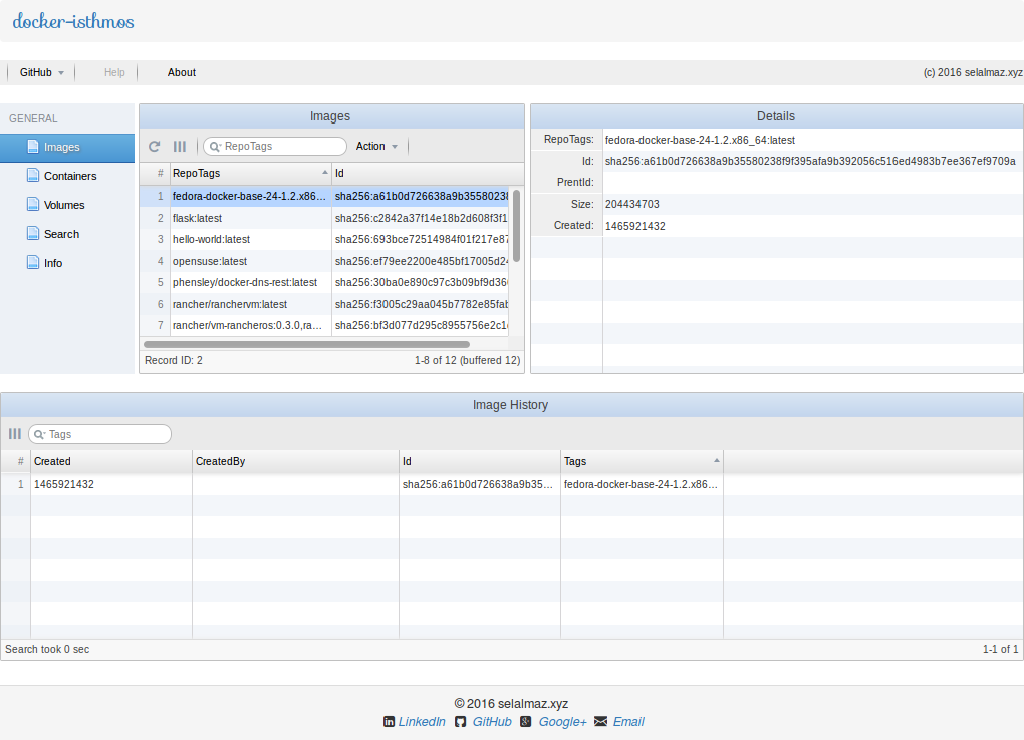 docker-isthmos
GitHub Help About (c) 2016 selalmaz.xyz
GENERAL
Images
Containers
Volumes
Search
Info
Images
RepoTags Action
# RepoTags Id
1 fedora-docker-base-24-1.2.x86... sha256:a61b0d726638a9b35580238
2 flask:latest sha256:c2842a37f14e18b2d608f3f1
3 hello-world:latest sha256:693bce72514984f01f217e87
4 opensuse:latest sha256:ef79ee2200e485bf17005d24
5 phensley/docker-dns-rest:latest sha256:300ba0e890c97c3b09bf9d36
6 rancher/ranchervm:latest sha256:f3005c29aa045b7782e85fab
7 rancher/vm-rancheros:0.3.0,ra... sha256:bf3d077d295c8955756e2c1
Record ID: 2 1-8 of 12 (buffered 12)
Details
RepoTags: fedora-docker-base-24-1.2.x86_64:latest
Id: sha256:a61b0d726638a9b35580238f9f395afa9b392056c516ed4983b7ee367ef9709a
PrentId:
Size: 204434703
Created: 1465921432
Image History
Tags
# Created CreatedBy Id Tags
1 1465921432 sha256:a61b0d726638a9b35... fedora-docker-base-24-1.2.x86...
Search took 0 sec 1-1 of 1
© 2016 selalmaz.xyz
LinkedIn GitHub Google+ Email